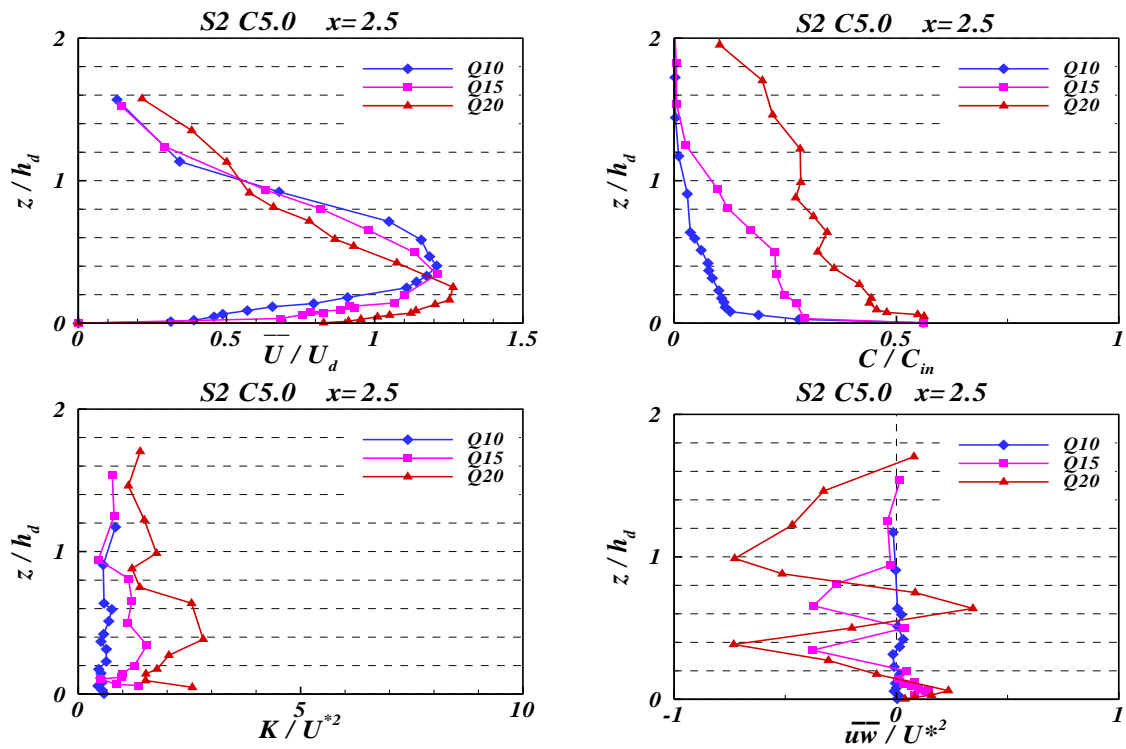 S2 C5.0 x=2.5
2
1
0
z / h_d
Q10
Q15
Q20
0 0.5 1 1.5
U̅ / U_d
S2 C5.0 x=2.5
2
1
0
z / h_d
Q10
Q15
Q20
0 0.5 1
C / C_in
S2 C5.0 x=2.5
2
1
0
z / h_d
Q10
Q15
Q20
0 5 10
K / U^*2
S2 C5.0 x=2.5
2
1
0
z / h_d
Q10
Q15
Q20
-1 0 1
u̅w̅ / U*^2